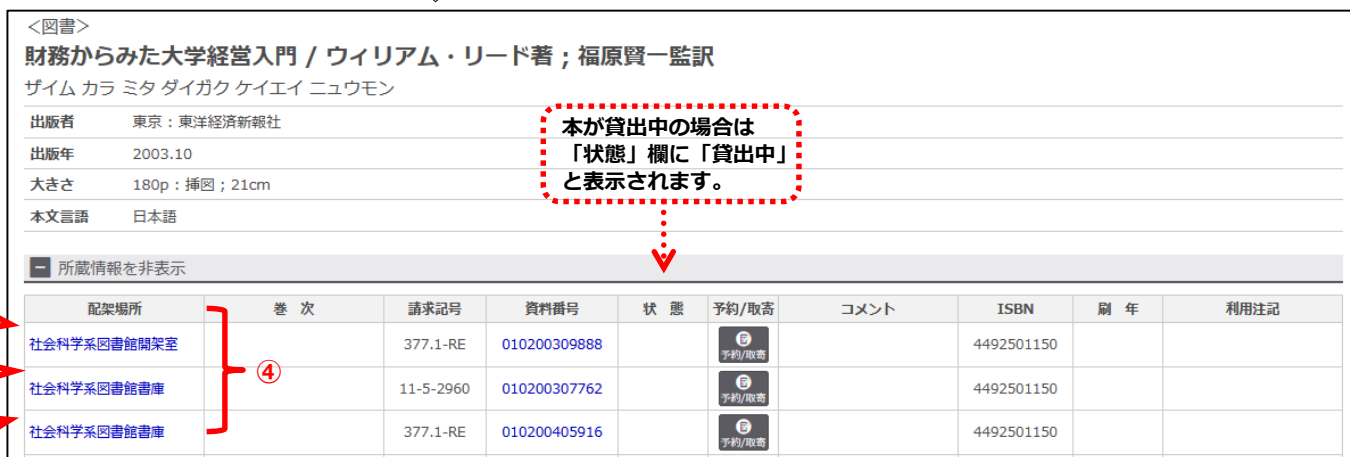 <図書>
財務からみた大学経営入門 / ウィリアム・リード著 ; 福原賢一監訳
ザイム カラ ミタ ダイガク ケイエイ ニュウモン
出版者 東京 : 東洋経済新報社
出版年 2003.10
大きさ 180p : 挿図 ; 21cm
本文言語 日本語
本が貸出中の場合は
「状態」欄に「貸出中」
と表示されます。
所蔵情報を非表示
配架場所 巻 次 請求記号 資料番号 状 態 予約/取寄 コメント ISBN 刷 年 利用注記
社会科学系図書館開架室 377.1-RE 010200309888 予約/取寄 4492501150
社会科学系図書館書庫 11-5-2960 010200307762 予約/取寄 4492501150
社会科学系図書館書庫 377.1-RE 010200405916 予約/取寄 4492501150
④